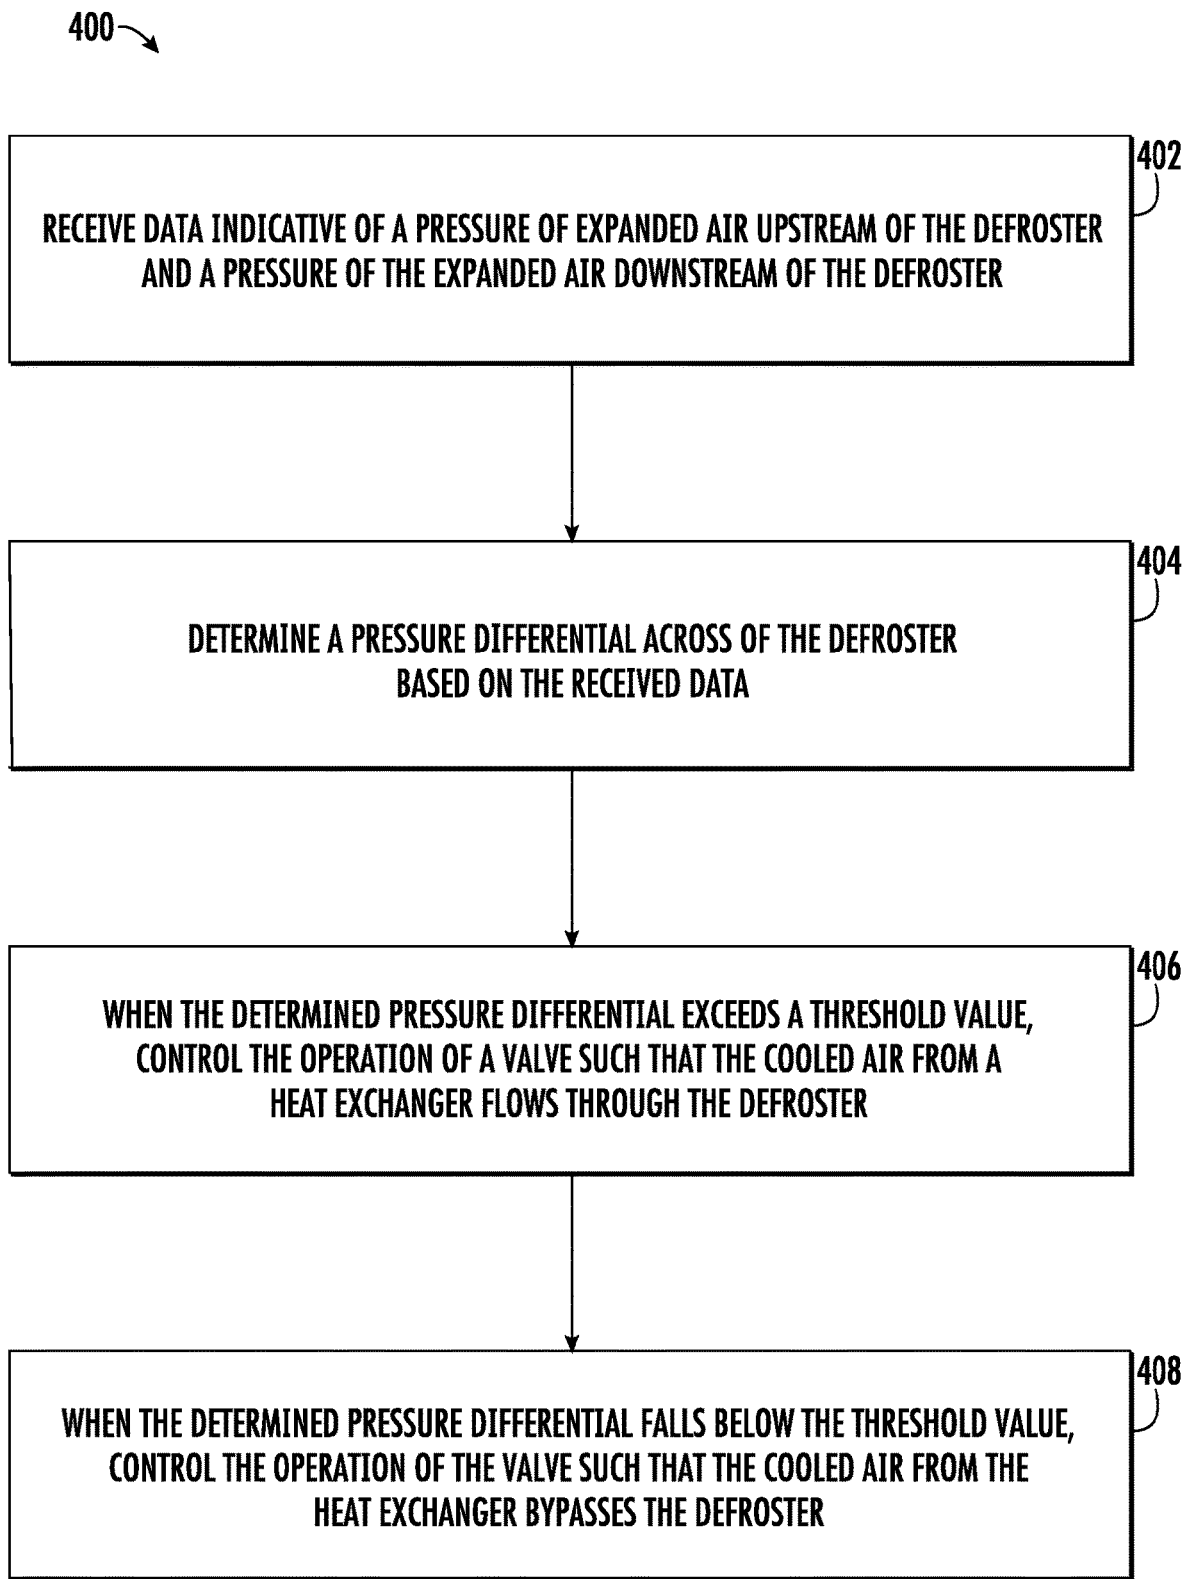 400
402
RECEIVE DATA INDICATIVE OF A PRESSURE OF EXPANDED AIR UPSTREAM OF THE DEFROSTER
AND A PRESSURE OF THE EXPANDED AIR DOWNSTREAM OF THE DEFROSTER
404
DETERMINE A PRESSURE DIFFERENTIAL ACROSS OF THE DEFROSTER
BASED ON THE RECEIVED DATA
406
WHEN THE DETERMINED PRESSURE DIFFERENTIAL EXCEEDS A THRESHOLD VALUE,
CONTROL THE OPERATION OF A VALVE SUCH THAT THE COOLED AIR FROM A
HEAT EXCHANGER FLOWS THROUGH THE DEFROSTER
408
WHEN THE DETERMINED PRESSURE DIFFERENTIAL FALLS BELOW THE THRESHOLD VALUE,
CONTROL THE OPERATION OF THE VALVE SUCH THAT THE COOLED AIR FROM THE
HEAT EXCHANGER BYPASSES THE DEFROSTER